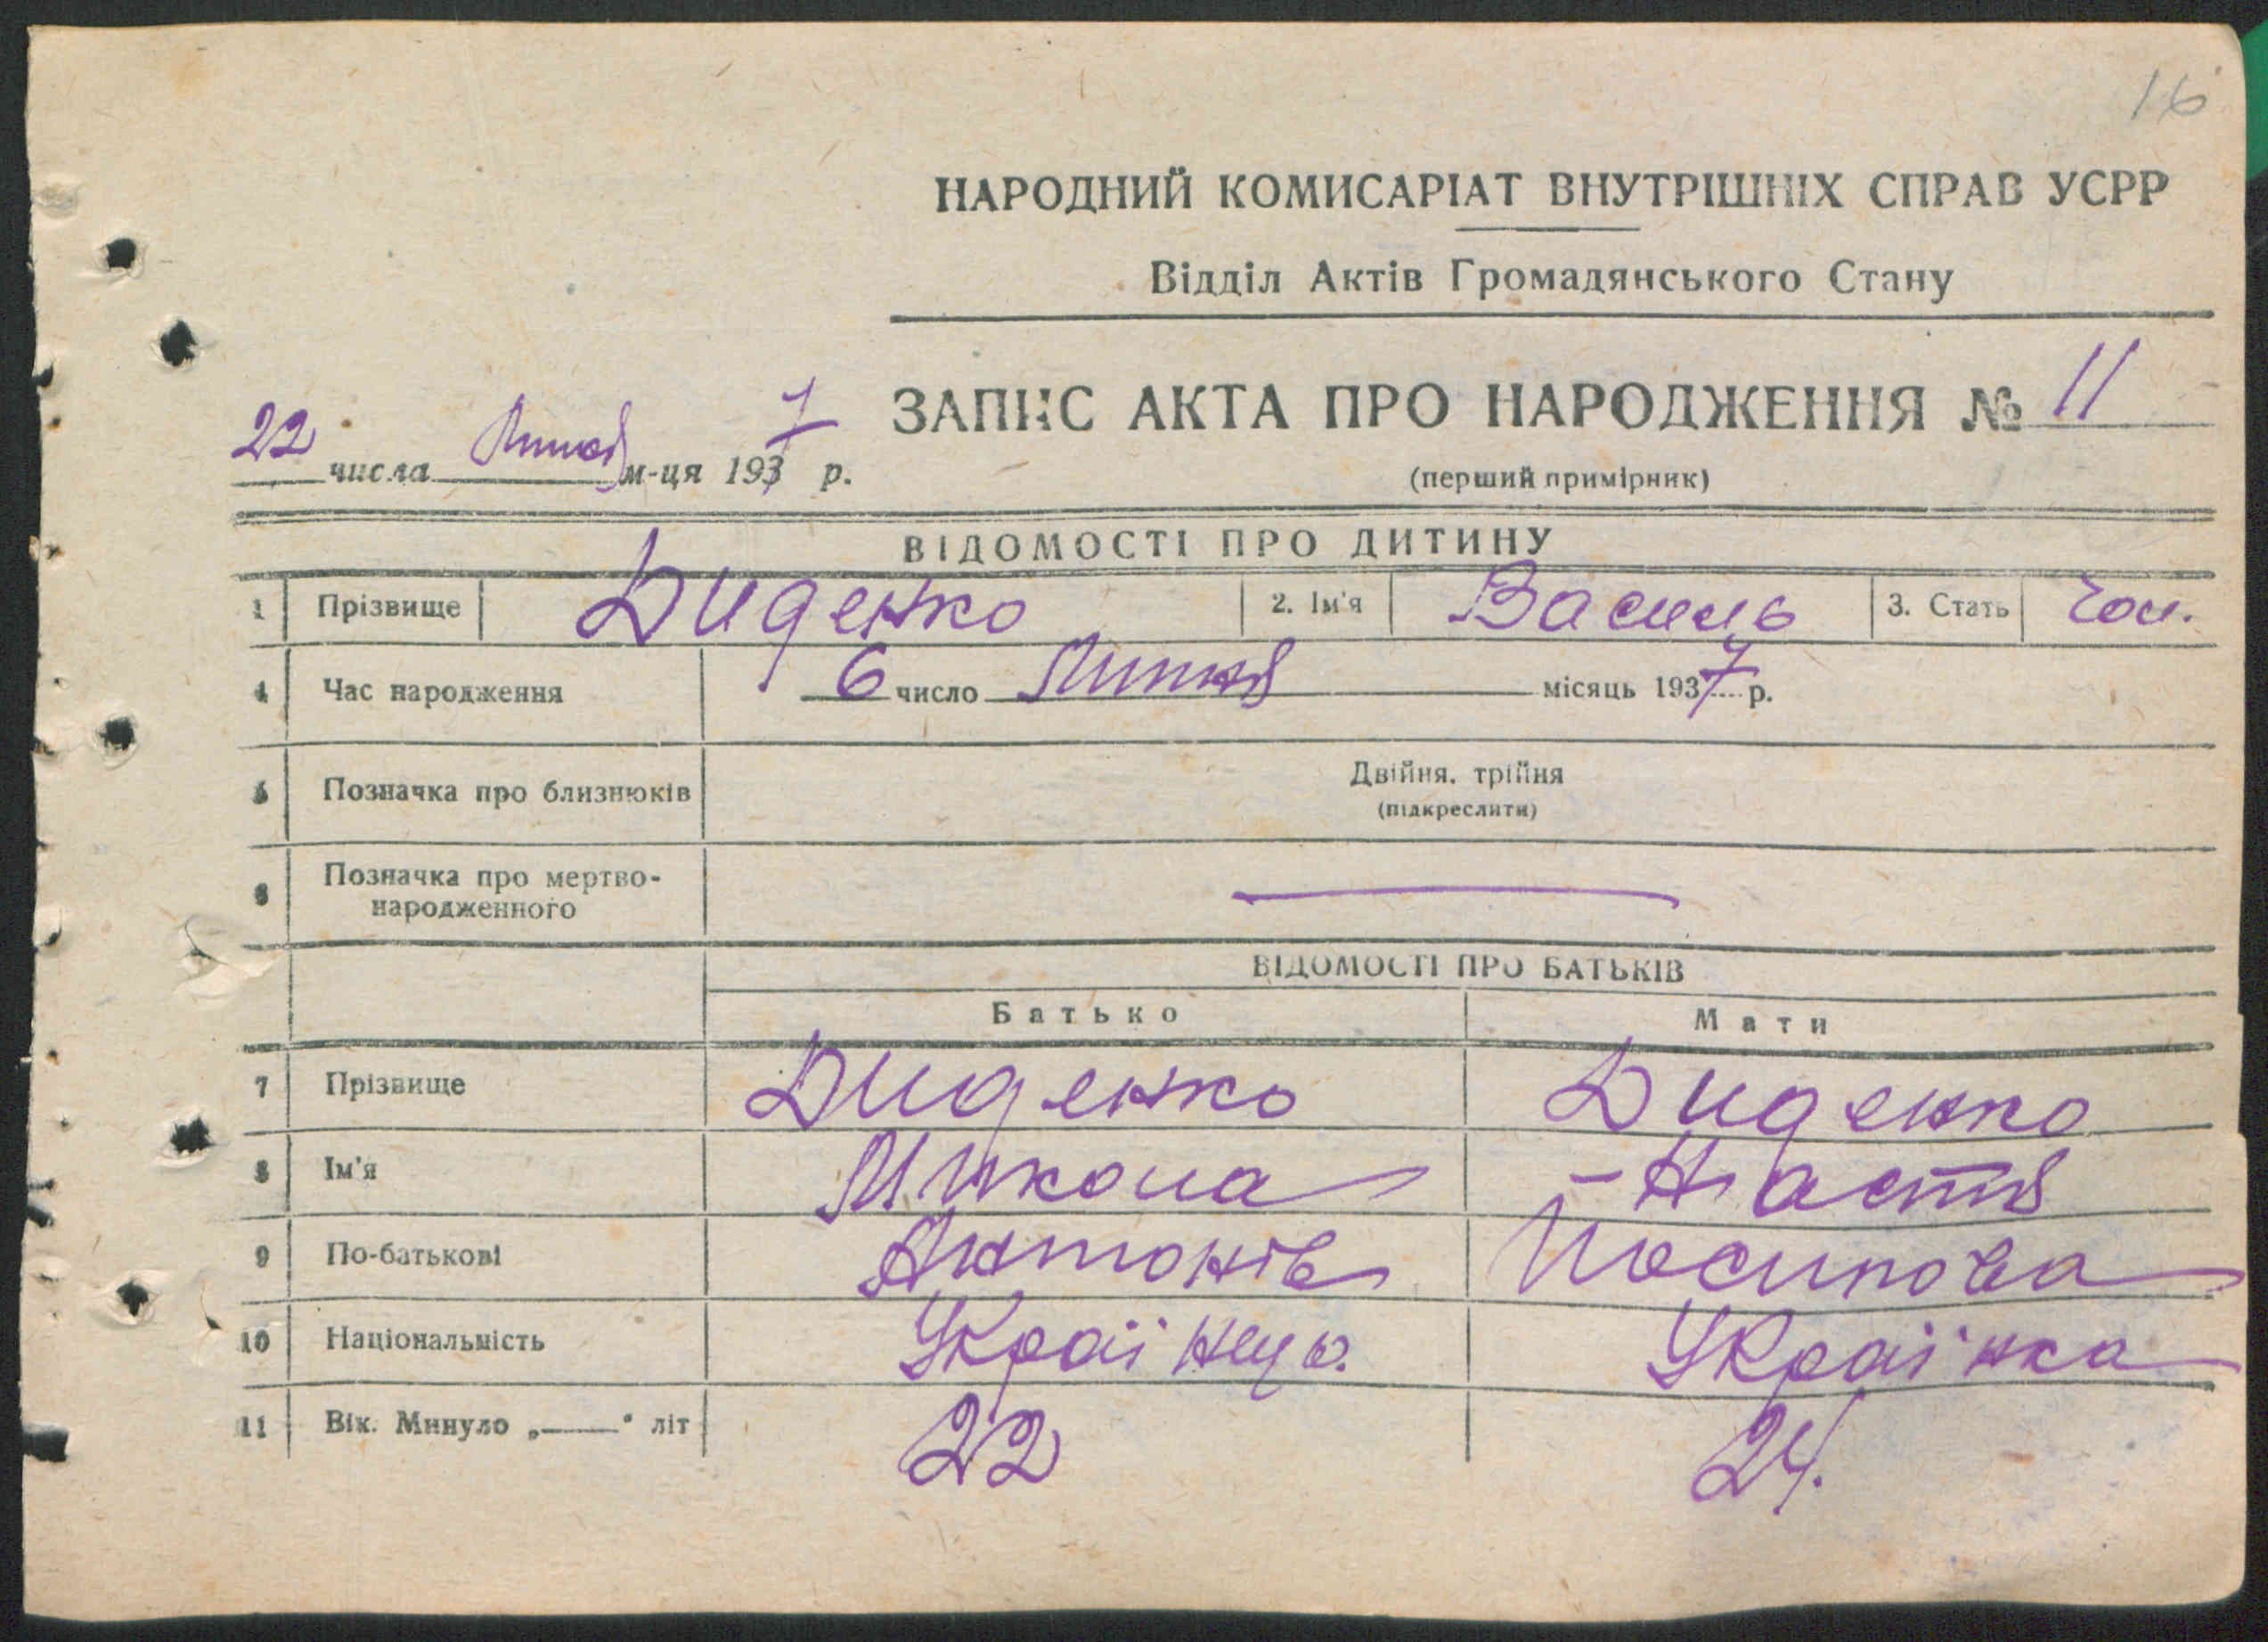 16
НАРОДНИЙ КОМИСАРІАТ ВНУТРІШНІХ СПРАВ УСРР
Відділ Актів Громадянського Стану
ЗАПИС АКТА ПРО НАРОДЖЕННЯ № 11
22 числа Липня м-ця 1937 р.
(перший примірник)
ВІДОМОСТІ ПРО ДИТИНУ
1 Прізвище Диденко 2. Ім'я Василь 3. Стать Чол.
4 Час народження 6 число Липня місяць 1937 р.
5 Позначка про близнюків Двійня, трійня
(підкреслити)
6 Позначка про мертво-
народженного
ВІДОМОСТІ ПРО БАТЬКІВ
Батько Мати
7 Прізвище Диденко Диденко
8 Ім'я Микола Настя
9 По-батькові Антонів Йосипова
10 Національність Українець. Українка
11 Вік. Минуло „——“ літ 22 24.